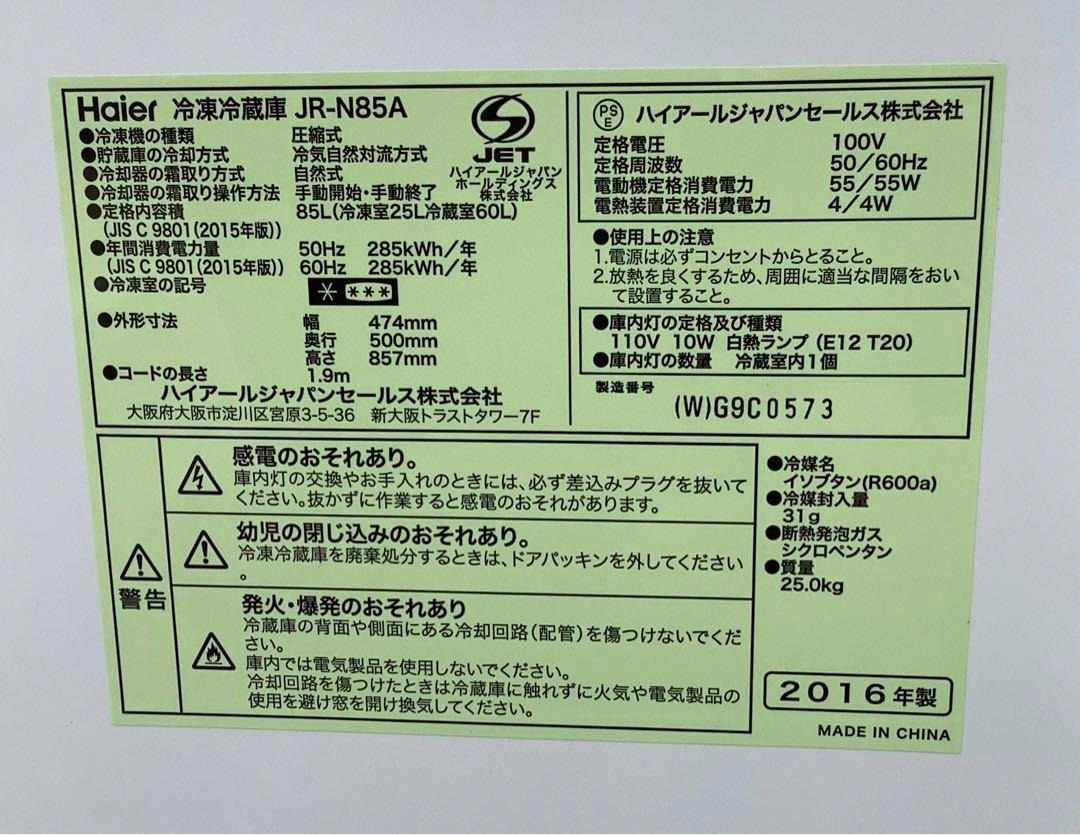 Haier 冷凍冷蔵庫 JR-N85A
●冷凍機の種類 圧縮式
●貯蔵庫の冷却方式 冷気自然対流方式
●冷却器の霜取り方式 自然式
●冷却器の霜取り操作方法 手動開始・手動終了
●定格内容積 85L(冷凍室25L冷蔵室60L)
(JIS C 9801(2015年版))
●年間消費電力量 50Hz 285kWh/年
(JIS C 9801(2015年版)) 60Hz 285kWh/年
●冷凍室の記号 * ***
●外形寸法 幅 474mm
奥行 500mm
高さ 857mm
●コードの長さ 1.9m
ハイアールジャパンセールス株式会社
大阪府大阪市淀川区宮原3-5-36 新大阪トラストタワー7F
JET
ハイアールジャパン
ホールディングス
株式会社
PS
E
ハイアールジャパンセールス株式会社
定格電圧 100V
定格周波数 50/60Hz
電動機定格消費電力 55/55W
電熱装置定格消費電力 4/4W
●使用上の注意
1.電源は必ずコンセントからとること。
2.放熱を良くするため、周囲に適当な間隔をおい
て設置すること。
●庫内灯の定格及び種類
110V 10W 白熱ランプ (E12 T20)
●庫内灯の数量 冷蔵室内1個
製造番号
(W)G9C0573
警告
感電のおそれあり。
庫内灯の交換やお手入れのときには、必ず差込みプラグを抜いて
ください。抜かずに作業すると感電のおそれがあります。
幼児の閉じ込みのおそれあり。
冷凍冷蔵庫を廃棄処分するときは、ドアパッキンを外してください
。
発火・爆発のおそれあり
冷蔵庫の背面や側面にある冷却回路(配管)を傷つけないでくだ
さい。
庫内では電気製品を使用しないでください。
冷却回路を傷つけたときは冷蔵庫に触れずに火気や電気製品の
使用を避け窓を開け換気してください。
●冷媒名
イソブタン(R600a)
●冷媒封入量
31g
●断熱発泡ガス
シクロペンタン
●質量
25.0kg
2016年製
MADE IN CHINA